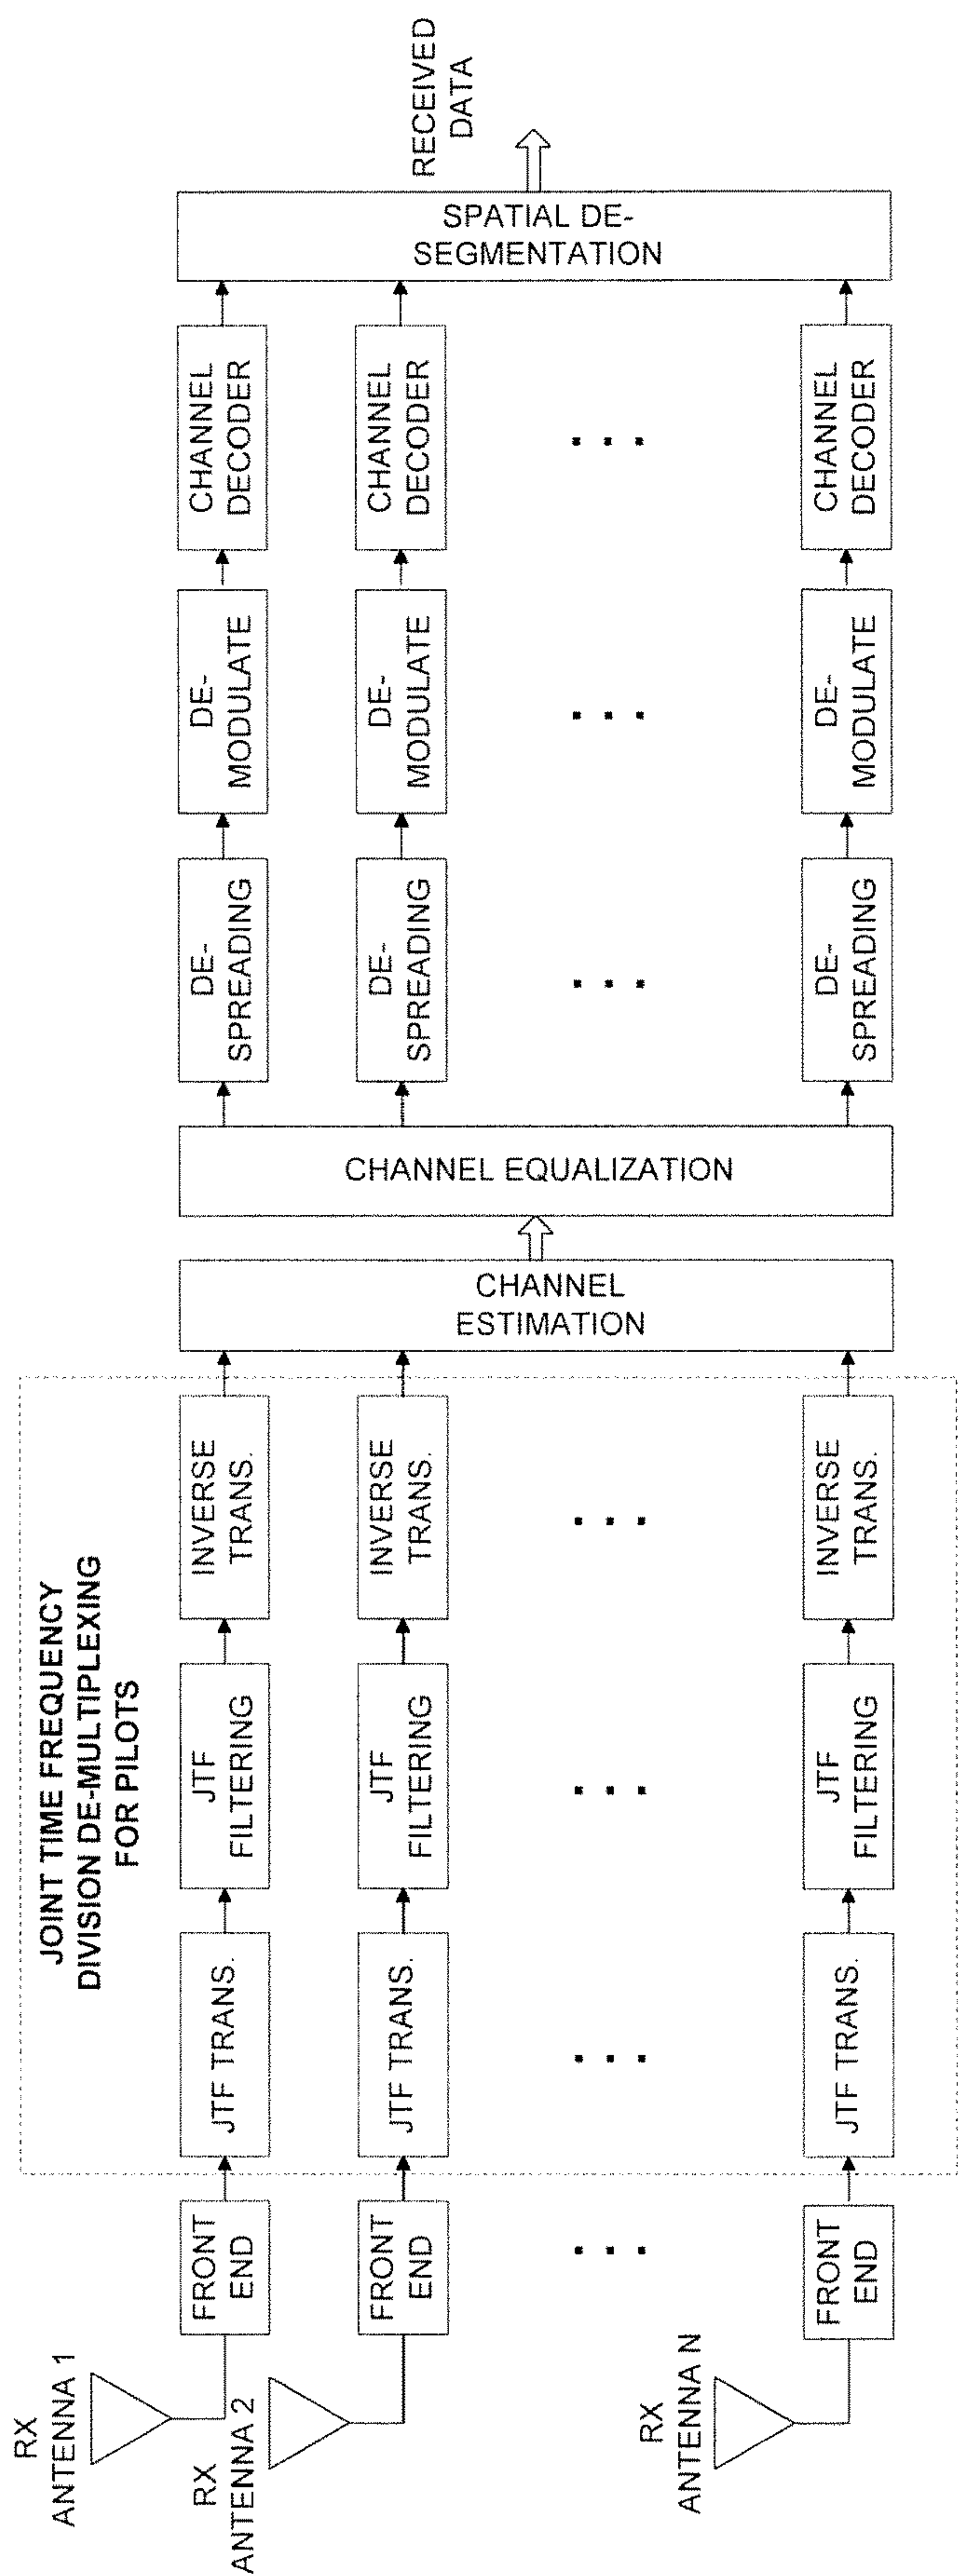 JOINT TIME FREQUENCY
DIVISION DE-MULTIPLEXING
FOR PILOTS
RX
ANTENNA 1
FRONT
END
JTF TRANS.
JTF
FILTERING
INVERSE
TRANS.
RX
ANTENNA 2
FRONT
END
JTF TRANS.
JTF
FILTERING
INVERSE
TRANS.
RX
ANTENNA N
FRONT
END
JTF TRANS.
JTF
FILTERING
INVERSE
TRANS.
CHANNEL
ESTIMATION
CHANNEL EQUALIZATION
DE-
SPREADING
DE-
MODULATE
CHANNEL
DECODER
DE-
SPREADING
DE-
MODULATE
CHANNEL
DECODER
DE-
SPREADING
DE-
MODULATE
CHANNEL
DECODER
SPATIAL DE-
SEGMENTATION
RECEIVED
DATA